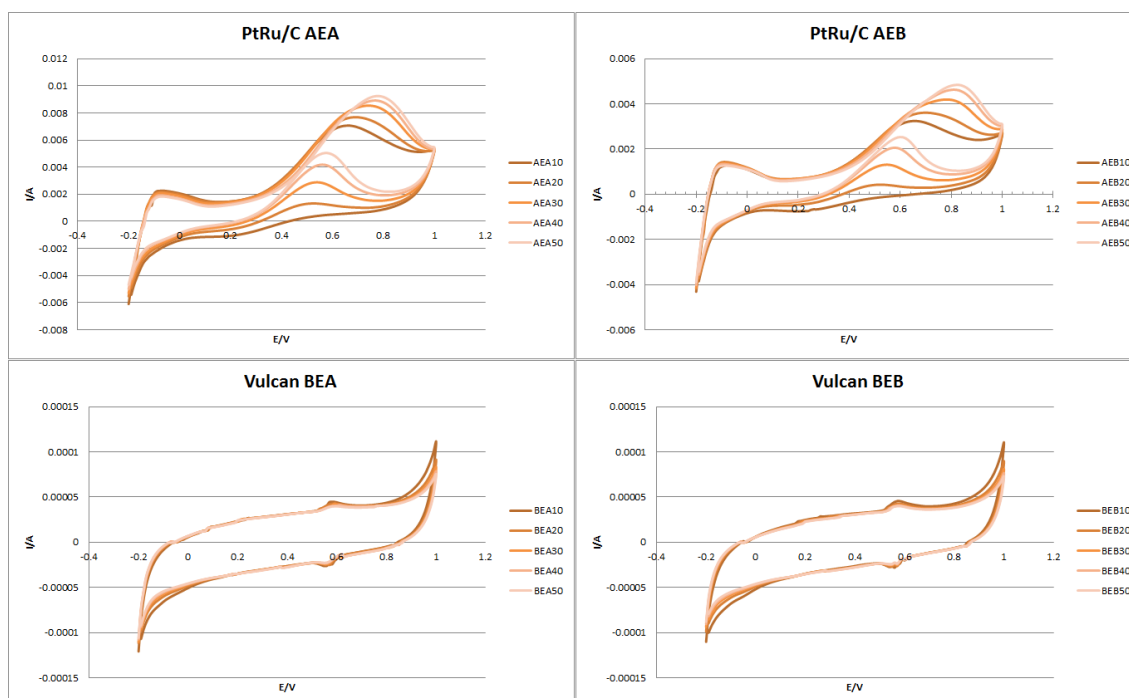 PtRu/C AEA
0.012
0.01
0.008
0.006
0.004
0.002
0
-0.002
-0.004
-0.006
-0.008
-0.4 -0.2 0 0.2 0.4 0.6 0.8 1 1.2
I/A
E/V
AEA10
AEA20
AEA30
AEA40
AEA50
PtRu/C AEB
0.006
0.004
0.002
0
-0.002
-0.004
-0.006
-0.4 -0.2 0 0.2 0.4 0.6 0.8 1 1.2
I/A
E/V
AEB10
AEB20
AEB30
AEB40
AEB50
Vulcan BEA
0.00015
0.0001
0.00005
0
-0.00005
-0.0001
-0.00015
-0.4 -0.2 0 0.2 0.4 0.6 0.8 1 1.2
I/A
E/V
BEA10
BEA20
BEA30
BEA40
BEA50
Vulcan BEB
0.00015
0.0001
0.00005
0
-0.00005
-0.0001
-0.00015
-0.4 -0.2 0 0.2 0.4 0.6 0.8 1 1.2
I/A
E/V
BEB10
BEB20
BEB30
BEB40
BEB50